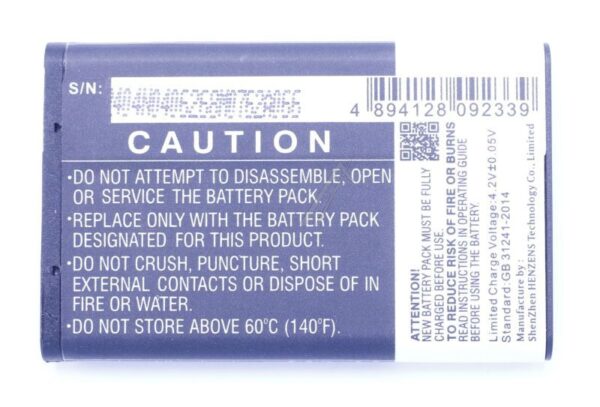 S/N:
4 894128 092339
CAUTION
•DO NOT ATTEMPT TO DISASSEMBLE, OPEN
OR SERVICE THE BATTERY PACK.
•REPLACE ONLY WITH THE BATTERY PACK
DESIGNATED FOR THIS PRODUCT.
•DO NOT CRUSH, PUNCTURE, SHORT
EXTERNAL CONTACTS OR DISPOSE OF IN
FIRE OR WATER.
•DO NOT STORE ABOVE 60°C (140°F).
ATTENTION!
NEW BATTERY PACK MUST BE FULLY
CHARGED BEFORE USE.
TO REDUCE RISK OF FIRE OR BURNS
READ INSTRUCTIONS IN OPERATING GUIDE
BEFORE USING THE BATTERY.
Limited Charge Voltage:4.2V±0.05V
Standard:GB 31241-2014
Manufacture by:
ShenZhen HENZENS Technology Co., Limited